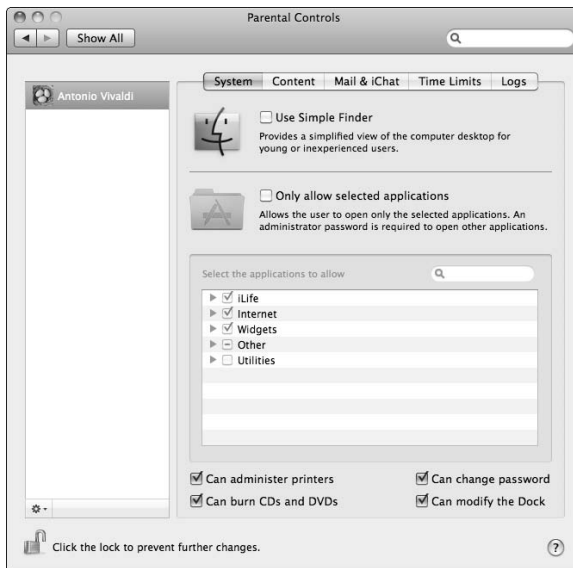 Parental Controls
Show All
System Content Mail & iChat Time Limits Logs
Antonio Vivaldi
Use Simple Finder
Provides a simplified view of the computer desktop for
young or inexperienced users.
Only allow selected applications
Allows the user to open only the selected applications. An
administrator password is required to open other applications.
Select the applications to allow
iLife
Internet
Widgets
Other
Utilities
Can administer printers Can change password
Can burn CDs and DVDs Can modify the Dock
Click the lock to prevent further changes. ?